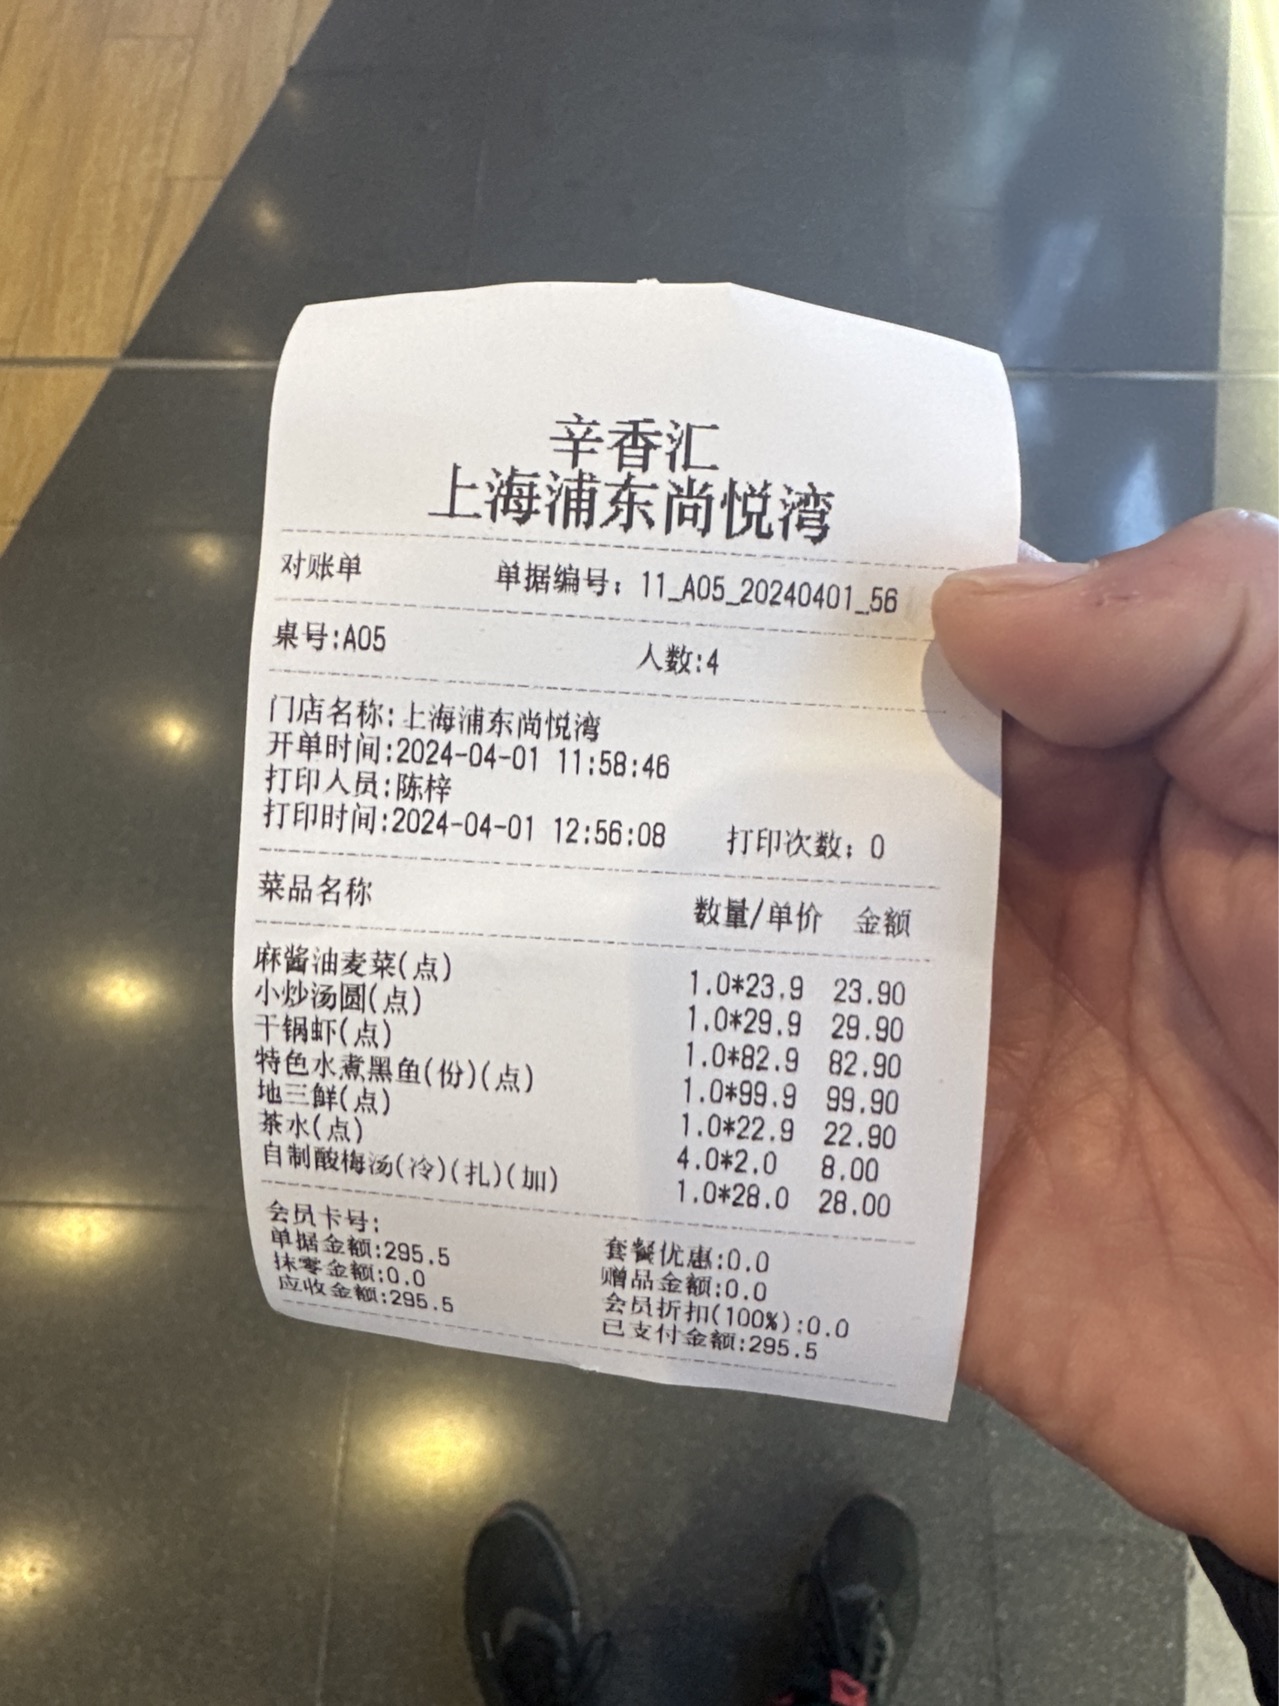 辛香汇
上海浦东尚悦湾
对账单 单据编号：11_A05_20240401_56
桌号:A05 人数:4
门店名称:上海浦东尚悦湾
开单时间:2024-04-01 11:58:46
打印人员:陈梓
打印时间:2024-04-01 12:56:08 打印次数：0
菜品名称 数量/单价 金额
麻酱油麦菜(点) 1.0*23.9 23.90
小炒汤圆(点) 1.0*29.9 29.90
干锅虾(点) 1.0*82.9 82.90
特色水煮黑鱼(份)(点) 1.0*99.9 99.90
地三鲜(点) 1.0*22.9 22.90
茶水(点) 4.0*2.0 8.00
自制酸梅汤(冷)(扎)(加) 1.0*28.0 28.00
会员卡号:
单据金额:295.5 套餐优惠:0.0
抹零金额:0.0 赠品金额:0.0
应收金额:295.5 会员折扣(100%):0.0
已支付金额:295.5